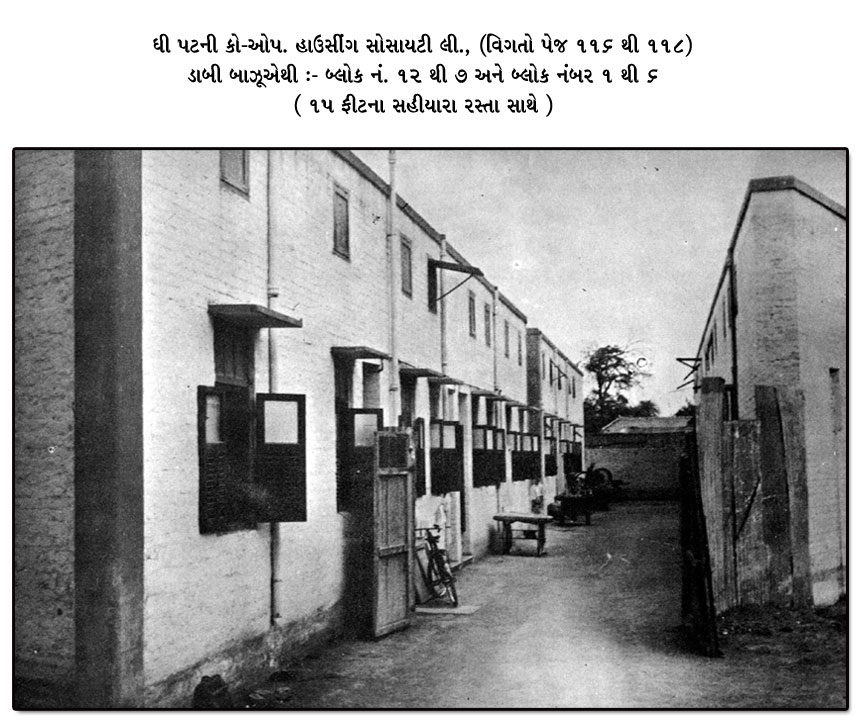 ધી પટની કો-ઓપ. હાઉસીંગ સોસાયટી લી., (વિગતો પેજ ૧૧૬ થી ૧૧૮)
ડાબી બાઝૂએથી :- બ્લોક નં. ૧૨ થી ૭ અને બ્લોક નંબર ૧ થી ૬
( ૧૫ ફીટના સહીયારા રસ્તા સાથે )